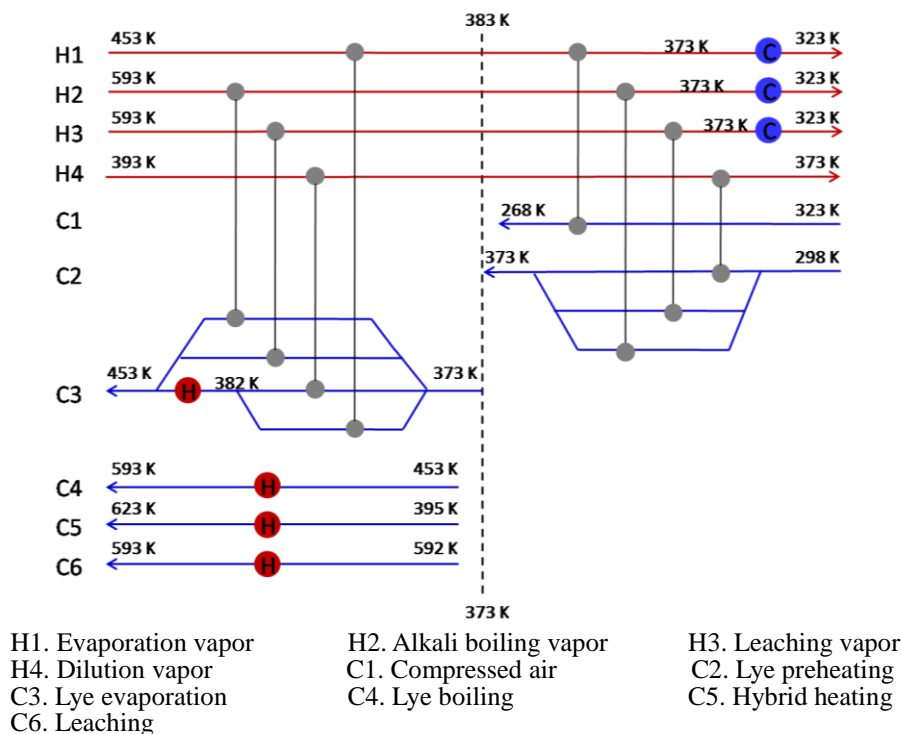 383 K
H1 453 K 373 K C 323 K
H2 593 K 373 K C 323 K
H3 593 K 373 K C 323 K
H4 393 K 373 K
C1 268 K 323 K
C2 373 K 298 K
C3 453 K H 382 K 373 K
C4 593 K H 453 K
C5 623 K H 395 K
C6 593 K H 592 K
373 K
H1. Evaporation vapor H2. Alkali boiling vapor H3. Leaching vapor
H4. Dilution vapor C1. Compressed air C2. Lye preheating
C3. Lye evaporation C4. Lye boiling C5. Hybrid heating
C6. Leaching